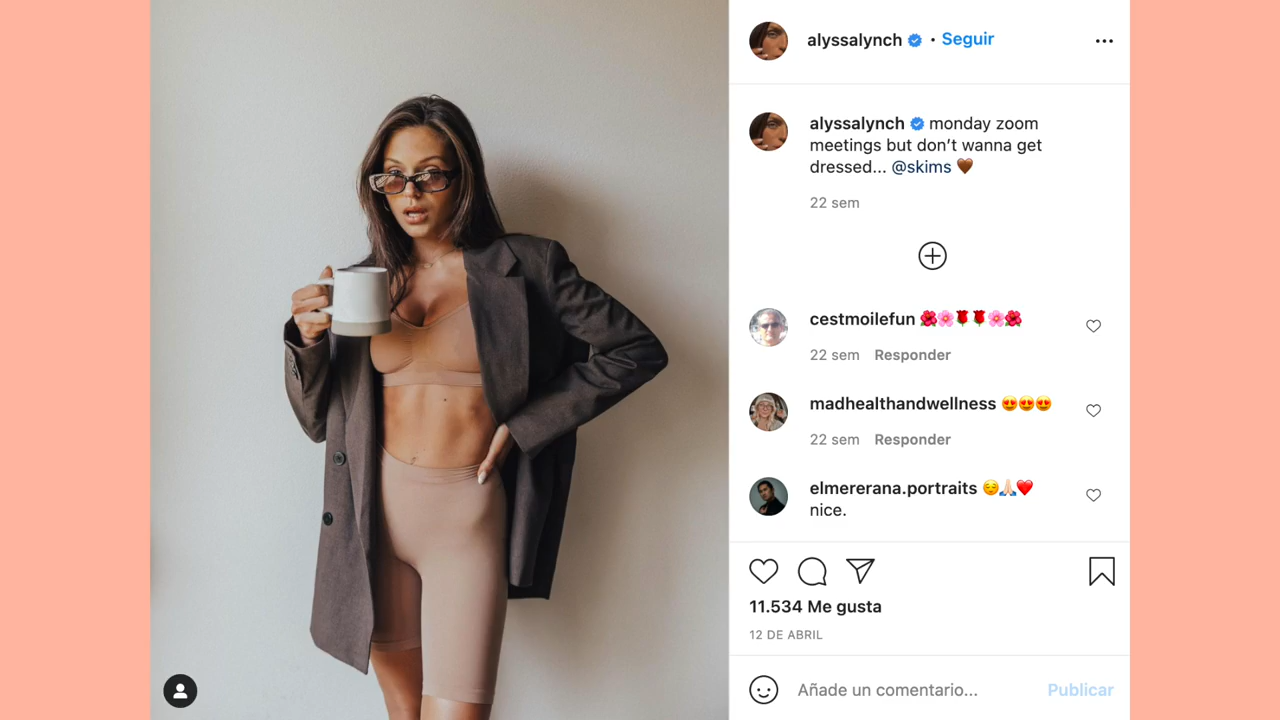 alyssalynch • Seguir
alyssalynch monday zoom
meetings but don’t wanna get
dressed... @skims 🤎
22 sem
cestmoilefun 🌺🌸🌹🌹🌸🌺
22 sem Responder
madhealthandwellness 😍😍😍
22 sem Responder
elmererana.portraits 😌🙏🏻❤️
nice.
11.534 Me gusta
12 DE ABRIL
Añade un comentario...
Publicar